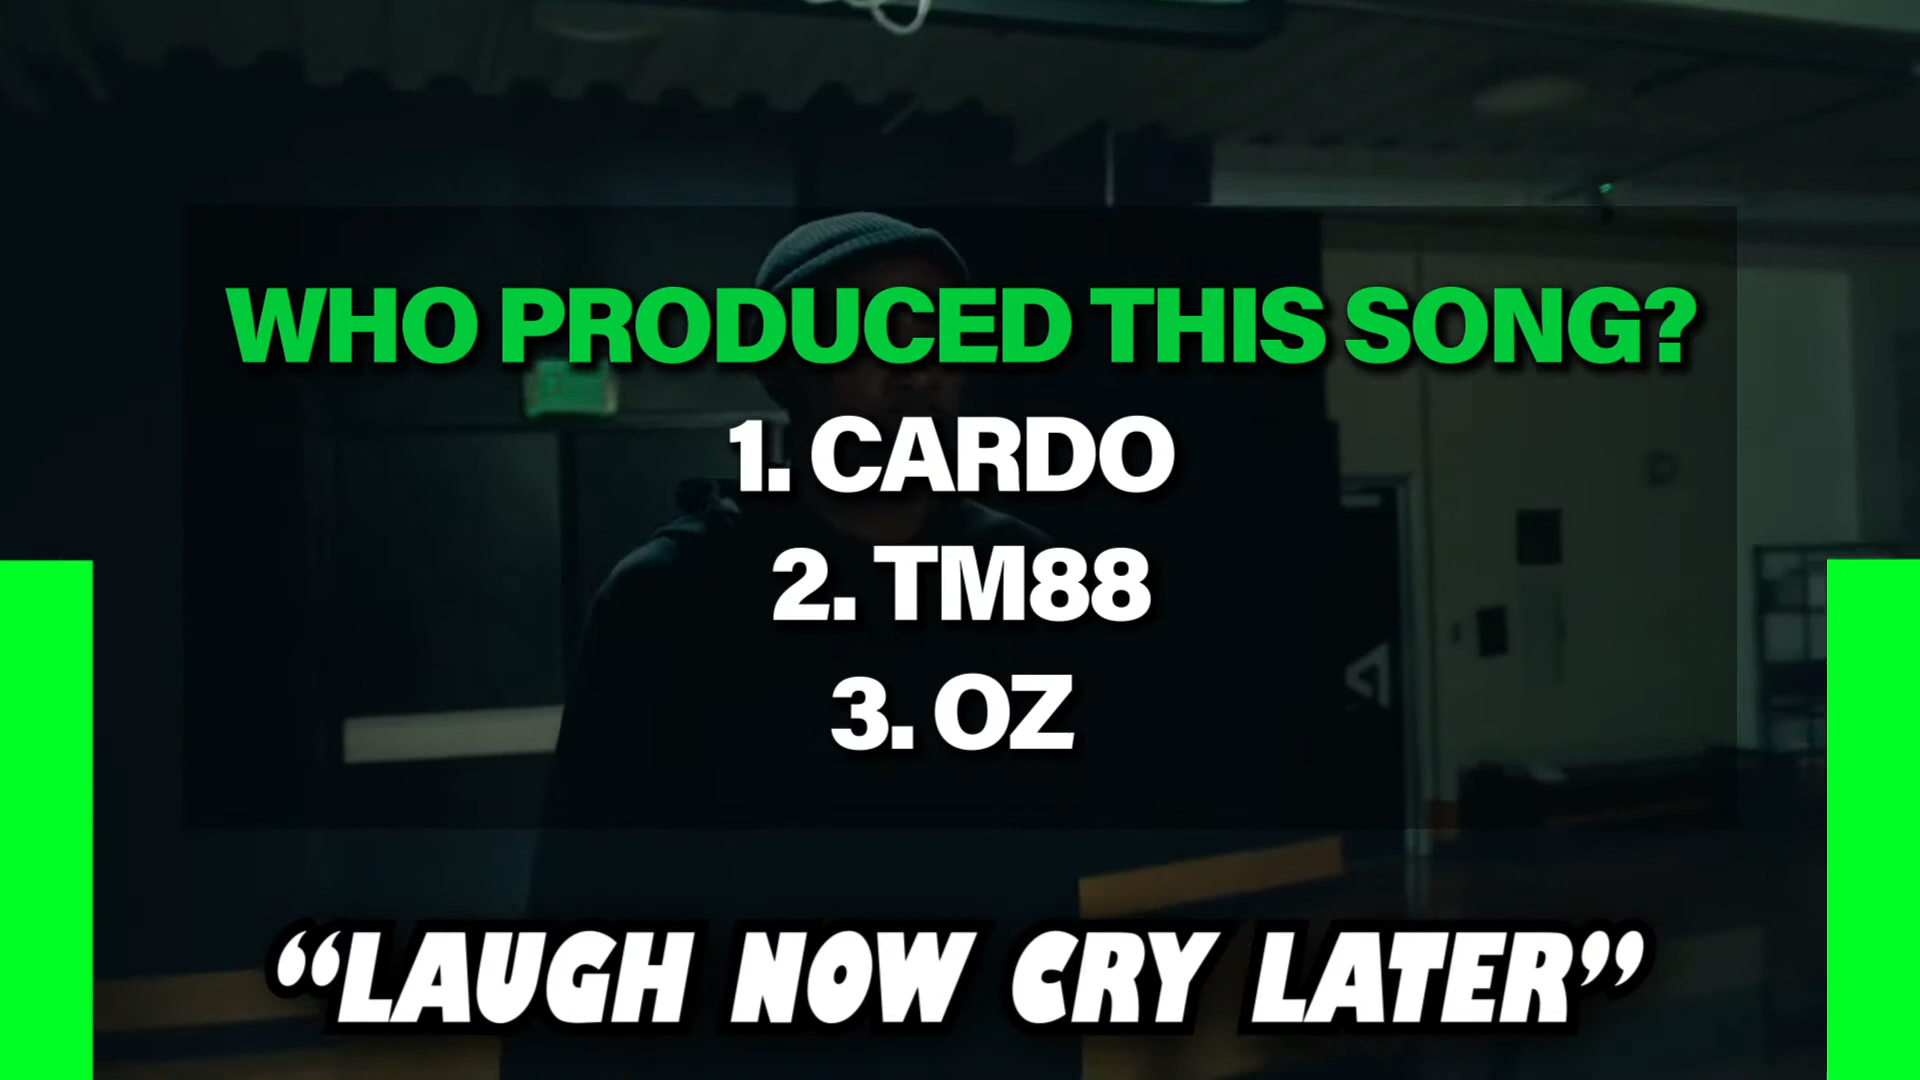 WHO PRODUCED THIS SONG?
1. CARDO
2. TM88
3. OZ
“LAUGH NOW CRY LATER”